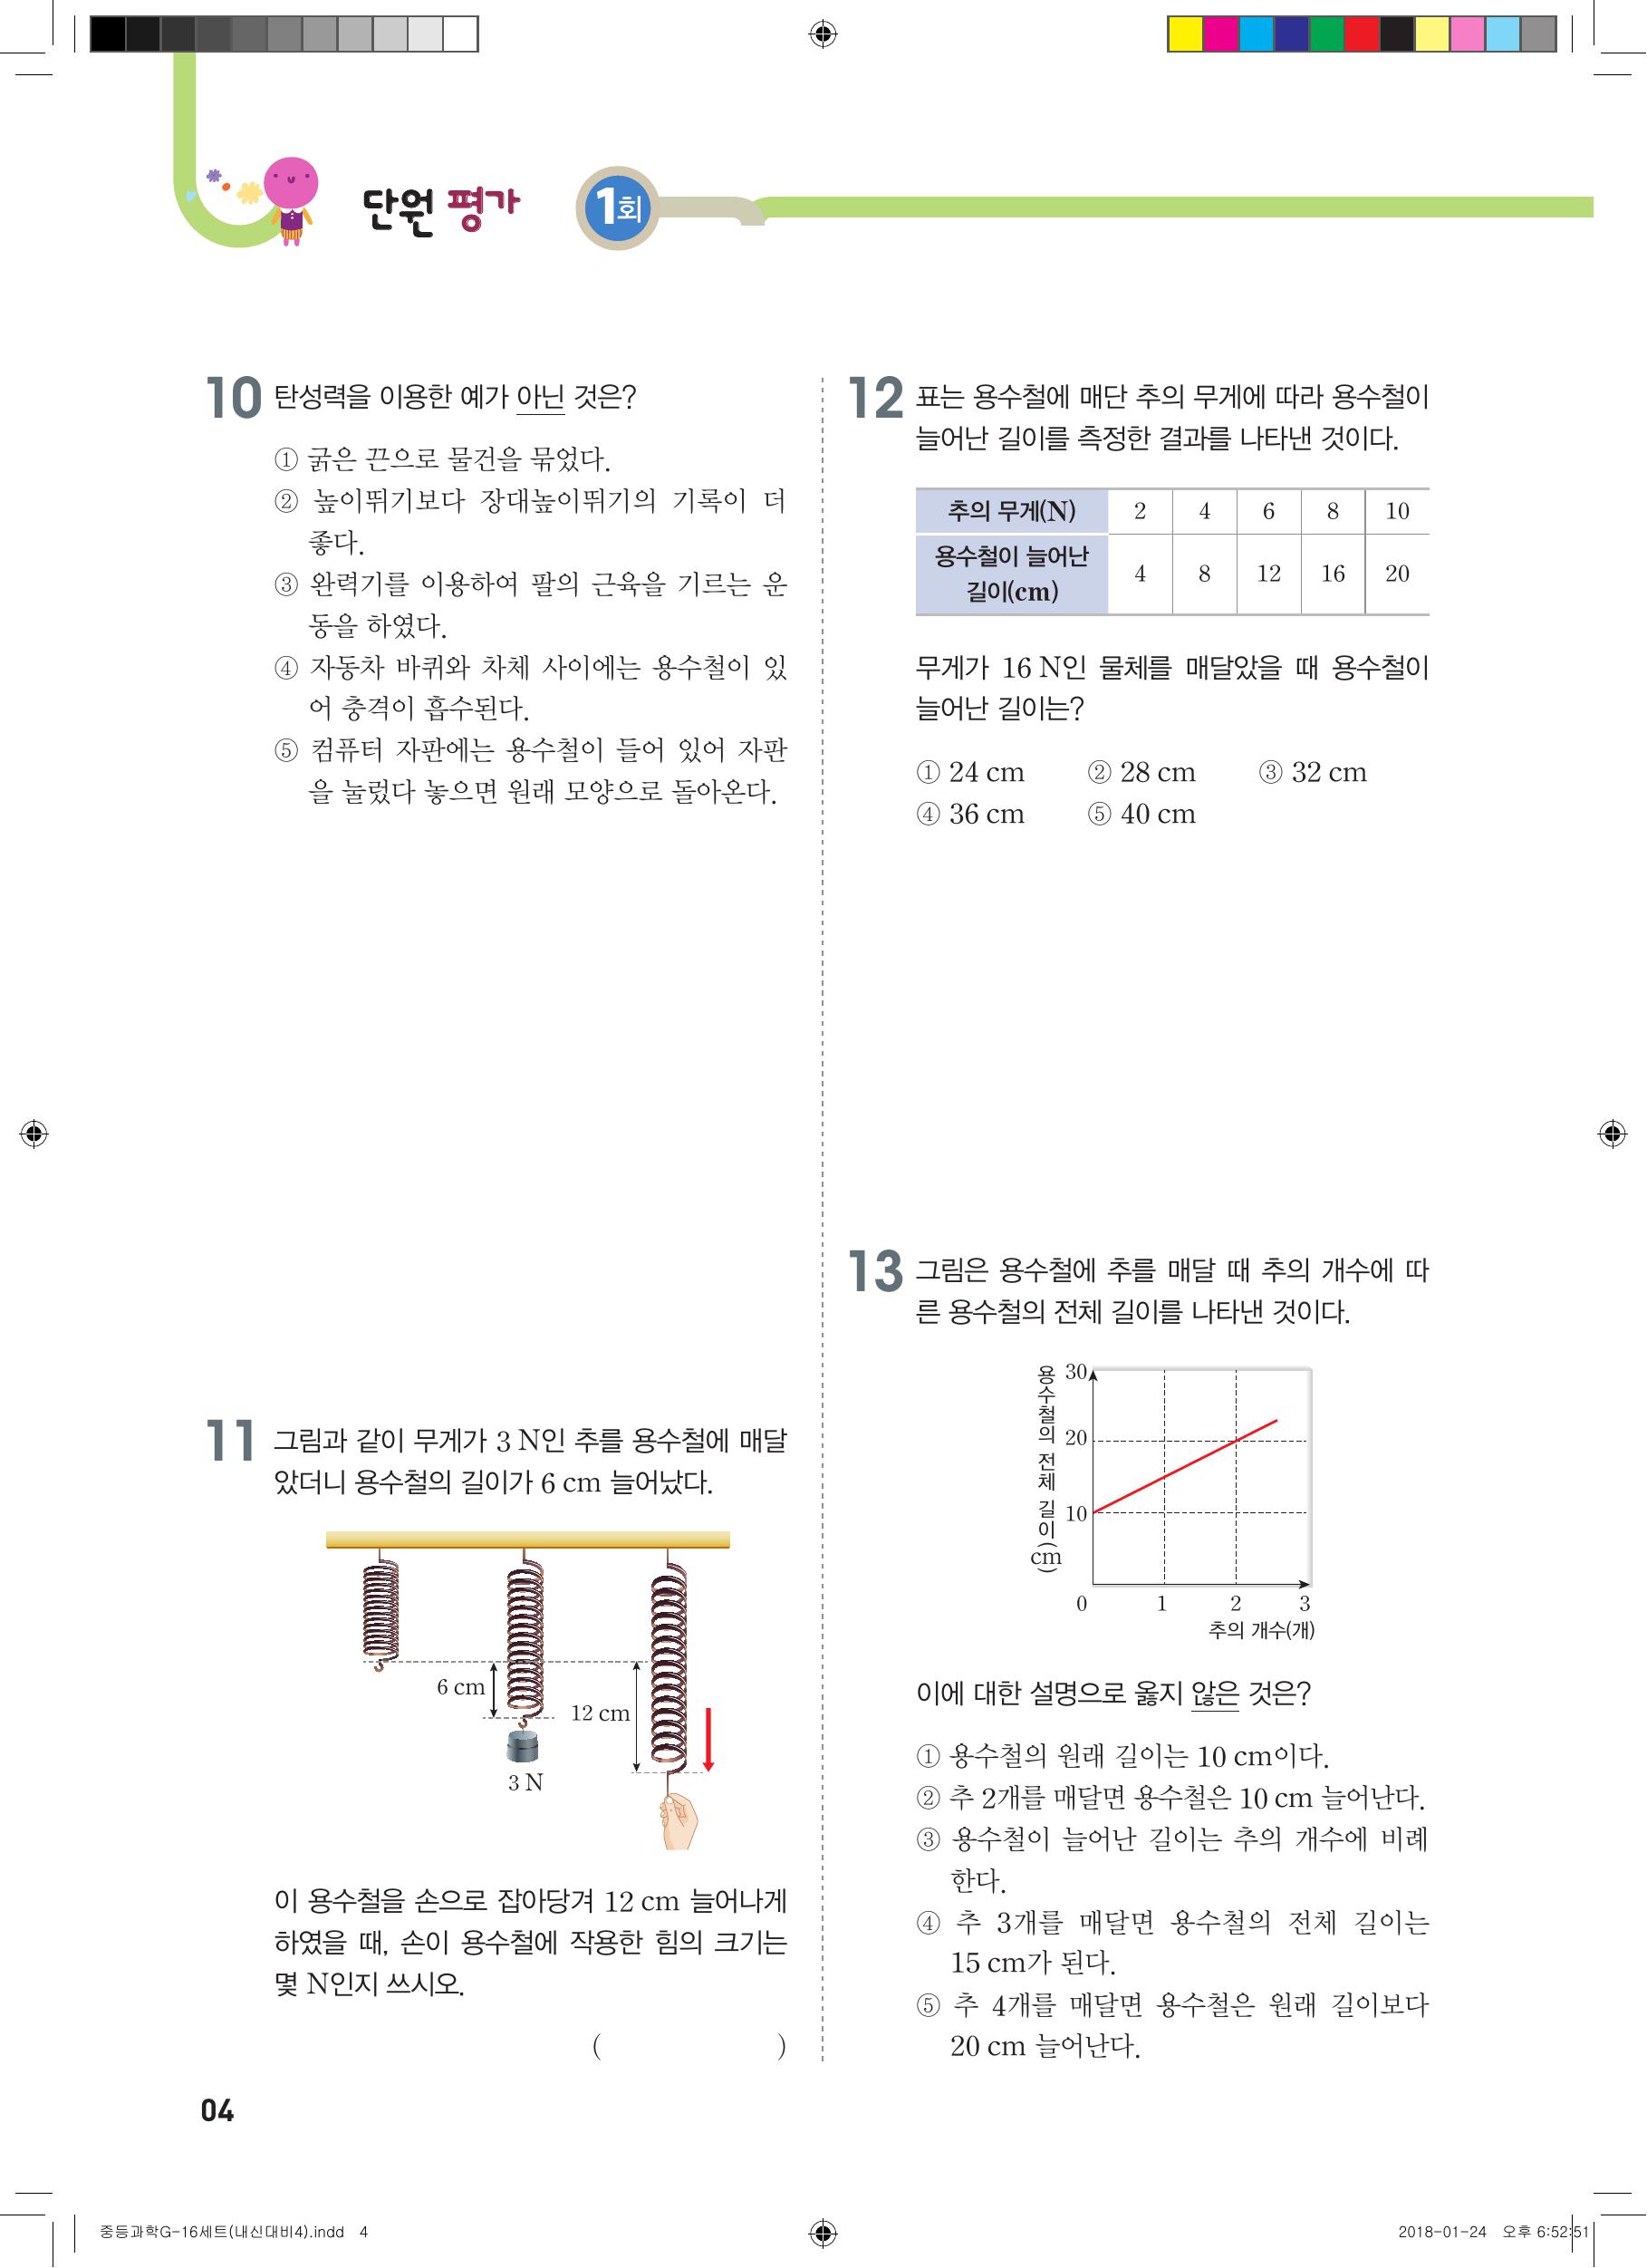 단원 평가 1회
10 탄성력을 이용한 예가 아닌 것은?
① 굵은 끈으로 물건을 묶었다.
② 높이뛰기보다 장대높이뛰기의 기록이 더
좋다.
③ 완력기를 이용하여 팔의 근육을 기르는 운
동을 하였다.
④ 자동차 바퀴와 차체 사이에는 용수철이 있
어 충격이 흡수된다.
⑤ 컴퓨터 자판에는 용수철이 들어 있어 자판
을 눌렀다 놓으면 원래 모양으로 돌아온다.
11 그림과 같이 무게가 3 N인 추를 용수철에 매달
았더니 용수철의 길이가 6 cm 늘어났다.
6 cm
12 cm
3 N
이 용수철을 손으로 잡아당겨 12 cm 늘어나게
하였을 때, 손이 용수철에 작용한 힘의 크기는
몇 N인지 쓰시오.
( )
12 표는 용수철에 매단 추의 무게에 따라 용수철이
늘어난 길이를 측정한 결과를 나타낸 것이다.
추의 무게(N) 2 4 6 8 10
용수철이 늘어난
길이(cm) 4 8 12 16 20
무게가 16 N인 물체를 매달았을 때 용수철이
늘어난 길이는?
① 24 cm ② 28 cm ③ 32 cm
④ 36 cm ⑤ 40 cm
13 그림은 용수철에 추를 매달 때 추의 개수에 따
른 용수철의 전체 길이를 나타낸 것이다.
용수철의 전체 길이(cm)
30
20
10
0 1 2 3
추의 개수(개)
이에 대한 설명으로 옳지 않은 것은?
① 용수철의 원래 길이는 10 cm이다.
② 추 2개를 매달면 용수철은 10 cm 늘어난다.
③ 용수철이 늘어난 길이는 추의 개수에 비례
한다.
④ 추 3개를 매달면 용수철의 전체 길이는
15 cm가 된다.
⑤ 추 4개를 매달면 용수철은 원래 길이보다
20 cm 늘어난다.
04
중등과학G-16세트(내신대비4).indd 4
2018-01-24 오후 6:52:51